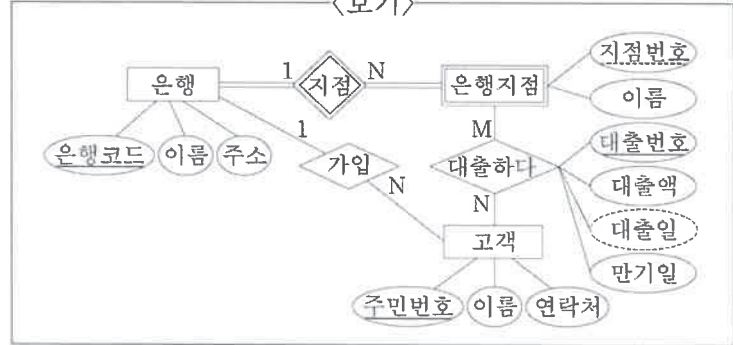 <보기>
은행
1
지점
N
은행지점
지점번호
이름
은행코드
이름
주소
1
가입
N
M
대출하다
N
대출번호
대출액
대출일
만기일
고객
주민번호
이름
연락처